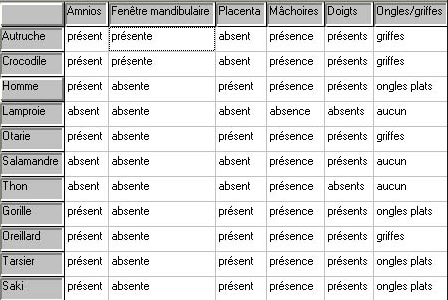 Amnios Fenêtre mandibulaire Placenta Mâchoires Doigts Ongles/griffes
Autruche présent présente absent présence présents griffes
Crocodile présent présente absent présence présents griffes
Homme présent absente présent présence présents ongles plats
Lamproie absent absente absent absence absents aucun
Otarie présent absente présent présence présents griffes
Salamandre absent absente absent présence présents aucun
Thon absent absente absent présence absents aucun
Gorille présent absente présent présence présents ongles plats
Oreillard présent absente présent présence présents griffes
Tarsier présent absente présent présence présents ongles plats
Saki présent absente présent présence présents ongles plats